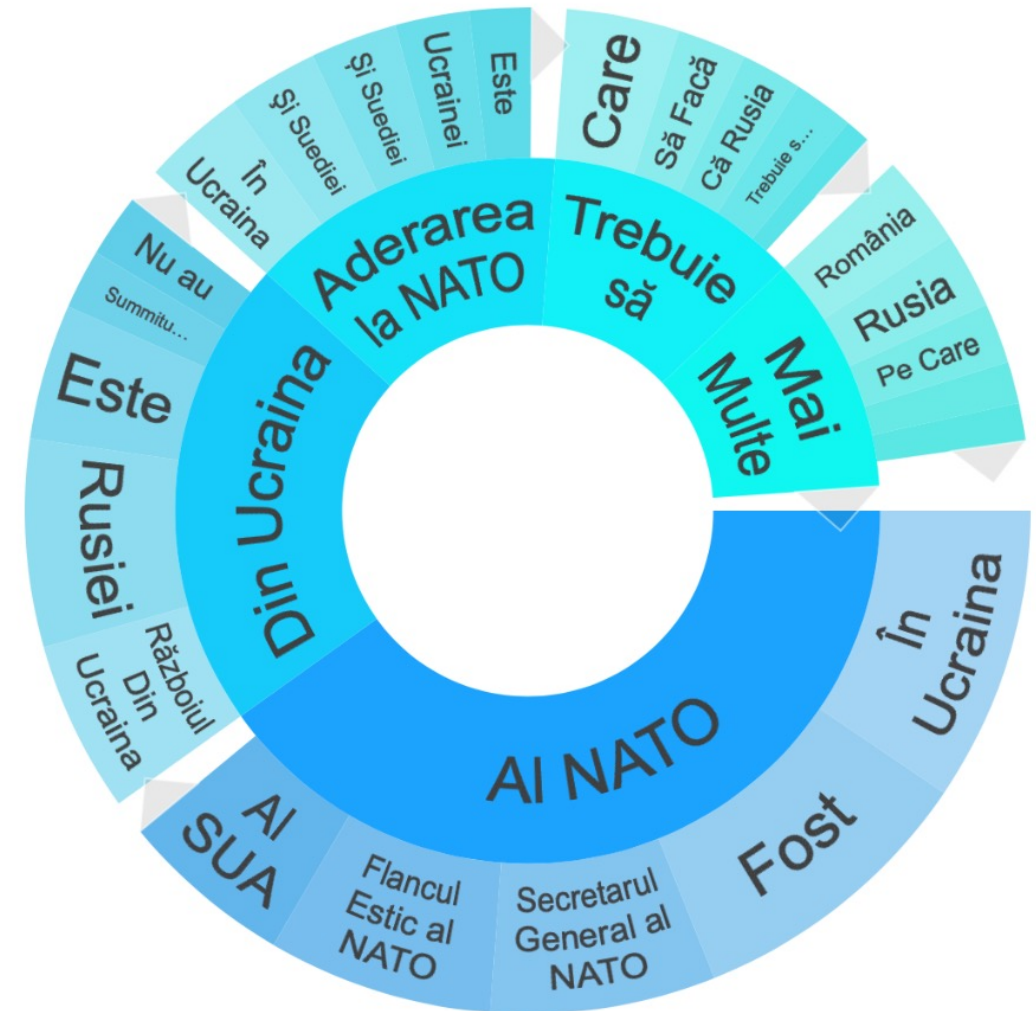 Care
Să Facă
Că Rusia
Trebuie s...
Trebuie
să
România
Rusia
Pe Care
Mai
Multe
În
Ucraina
Fost
Secretarul
General al
NATO
Flancul
Estic al
NATO
Al
SUA
Al NATO
Războiul
Din
Ucraina
Rusiei
Este
Summitu...
Nu au
Din Ucraina
În
Ucraina
Și Suediei
Și Suediei
Ucrainei
Este
Aderarea
la NATO